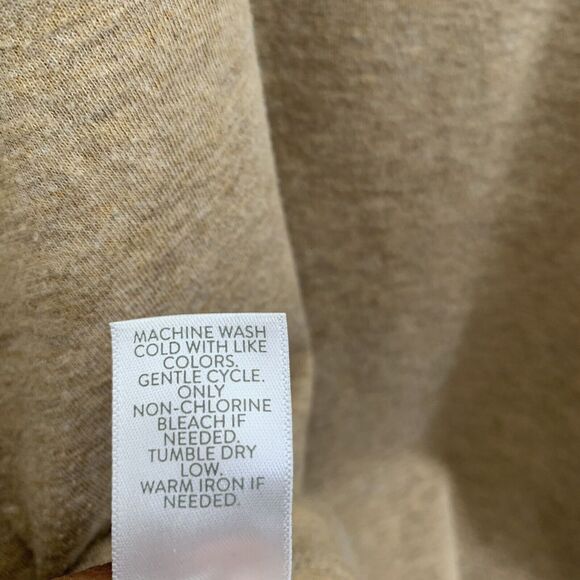 MACHINE WASH
COLD WITH LIKE
COLORS.
GENTLE CYCLE.
ONLY
NON-CHLORINE
BLEACH IF
NEEDED.
TUMBLE DRY
LOW.
WARM IRON IF
NEEDED.